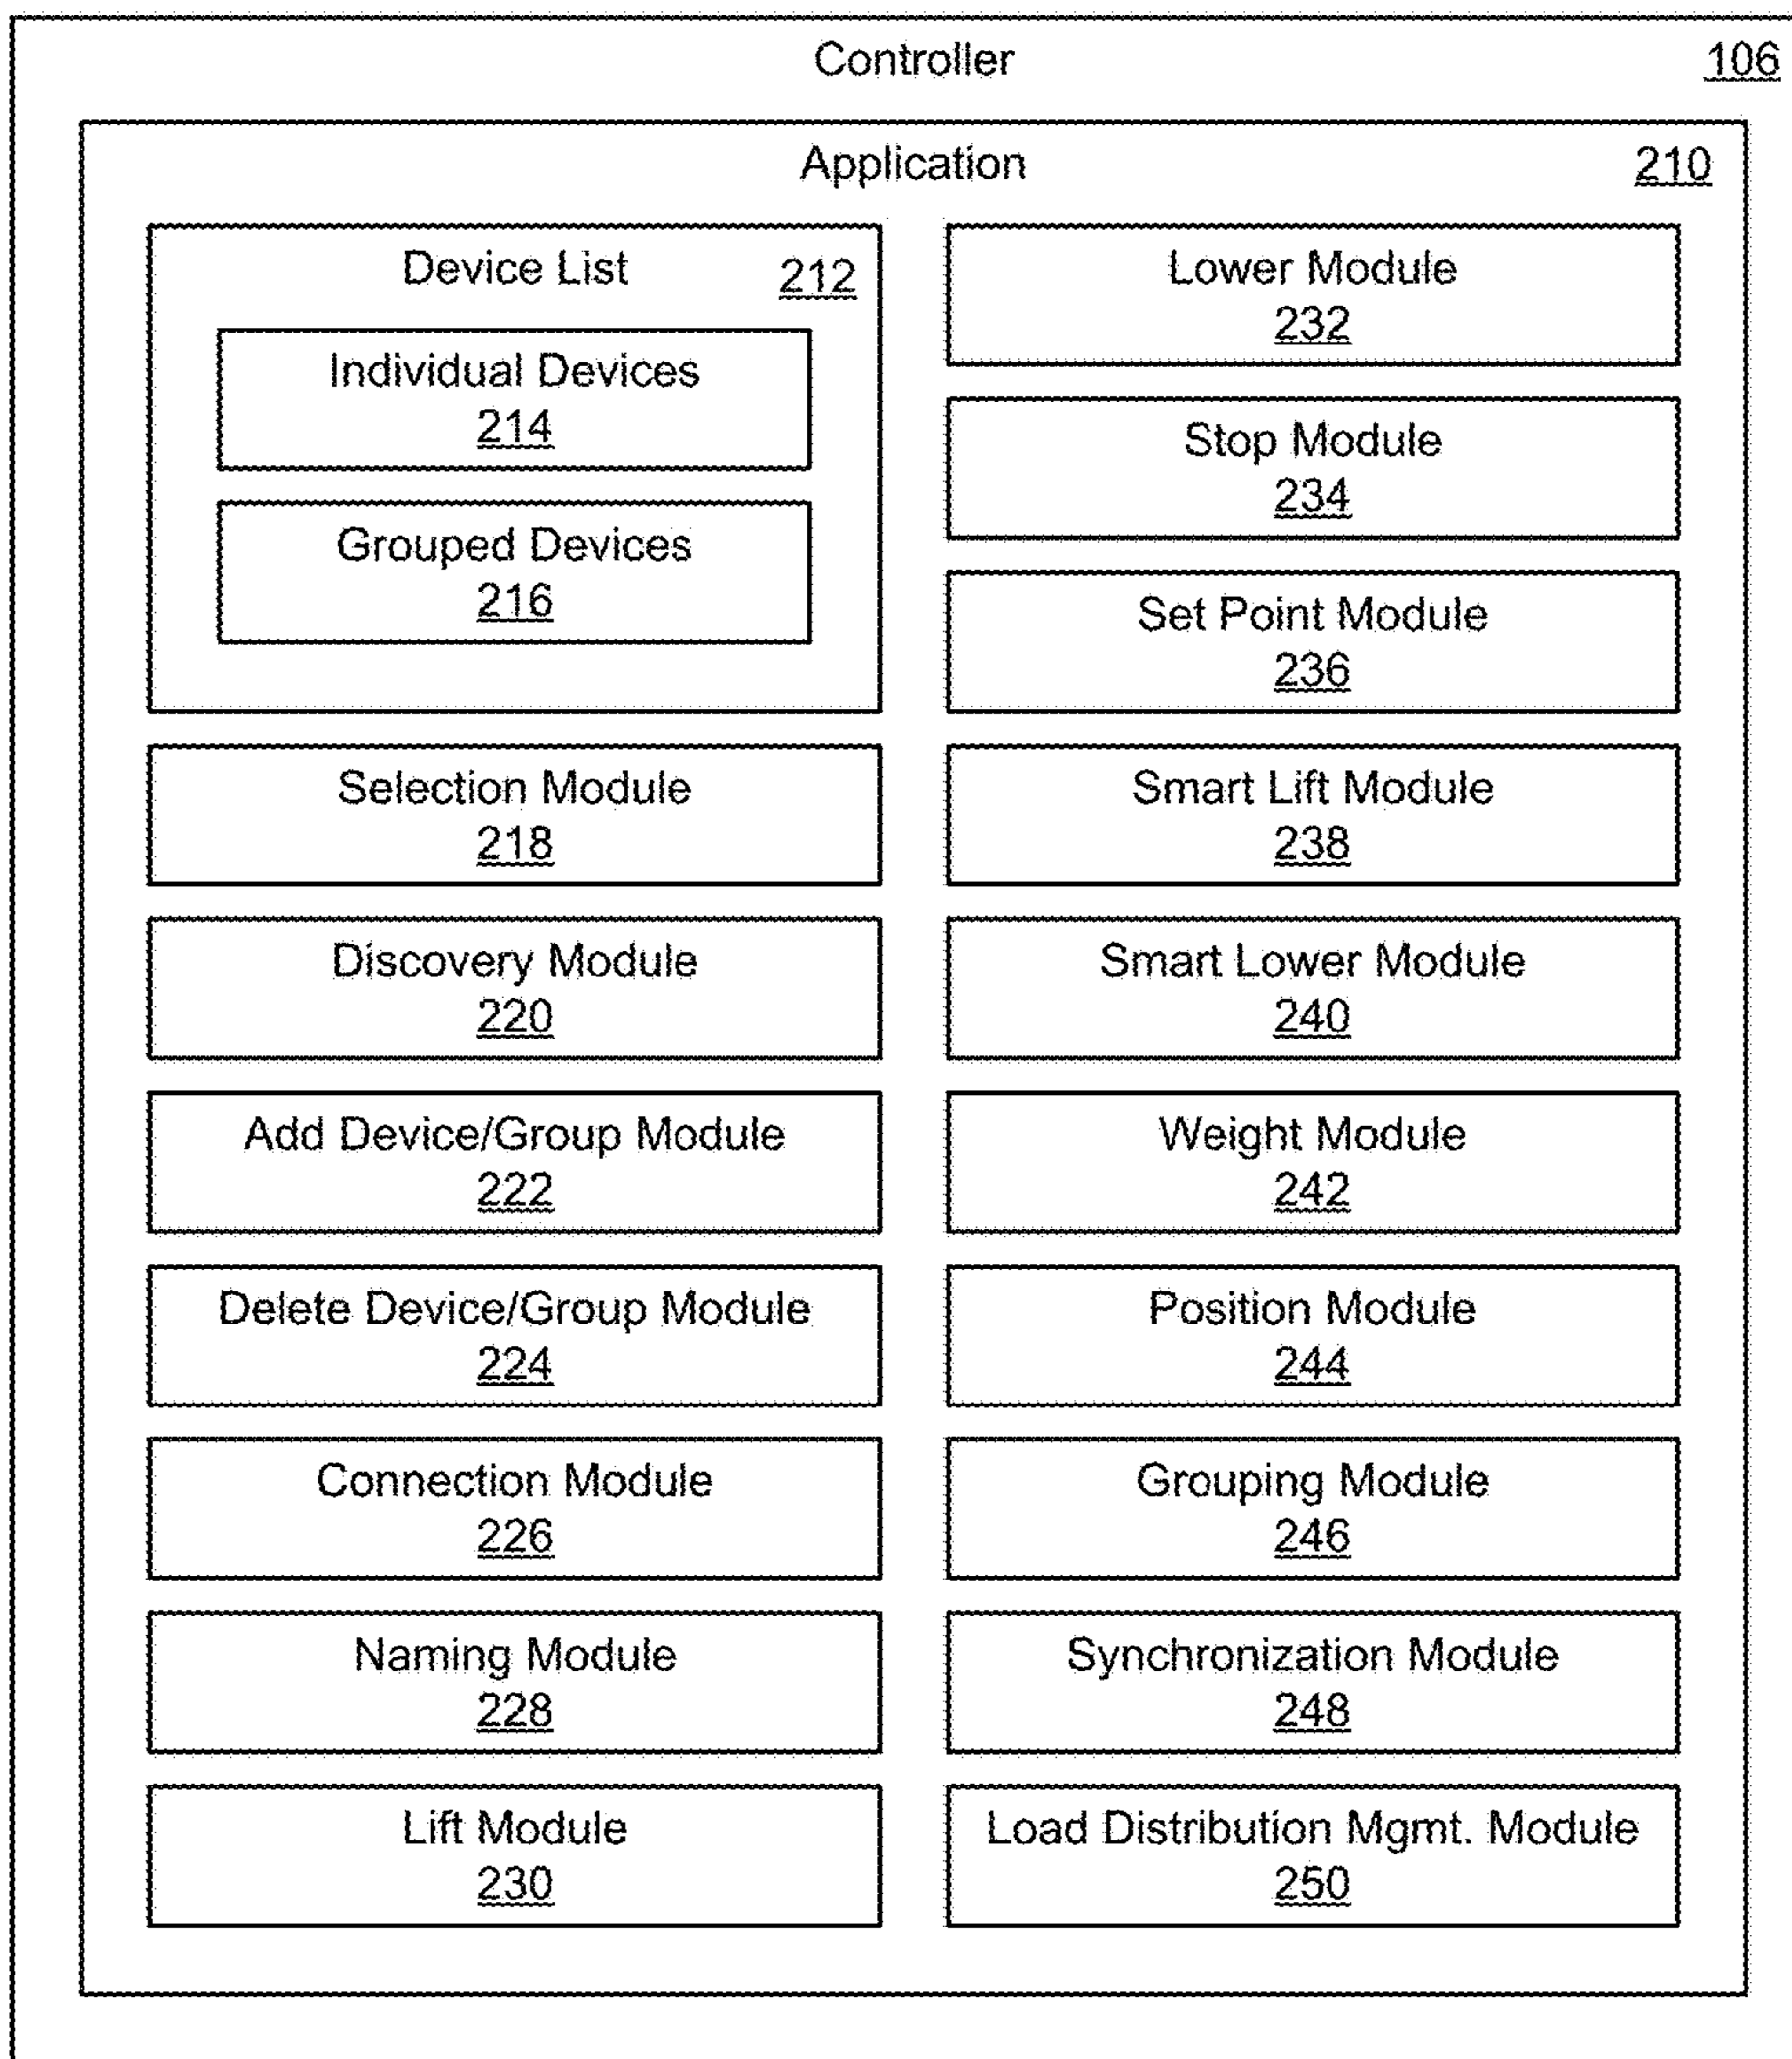 Controller 106
Application 210
Device List 212
Individual Devices
214
Grouped Devices
216
Selection Module
218
Discovery Module
220
Add Device/Group Module
222
Delete Device/Group Module
224
Connection Module
226
Naming Module
228
Lift Module
230
Lower Module
232
Stop Module
234
Set Point Module
236
Smart Lift Module
238
Smart Lower Module
240
Weight Module
242
Position Module
244
Grouping Module
246
Synchronization Module
248
Load Distribution Mgmt. Module
250